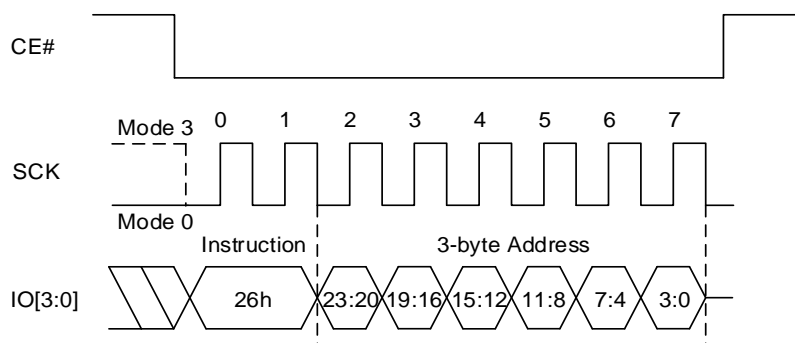 CE#
Mode 3 0 1 2 3 4 5 6 7
SCK
Mode 0
Instruction 3-byte Address
IO[3:0] 26h 23:20 19:16 15:12 11:8 7:4 3:0